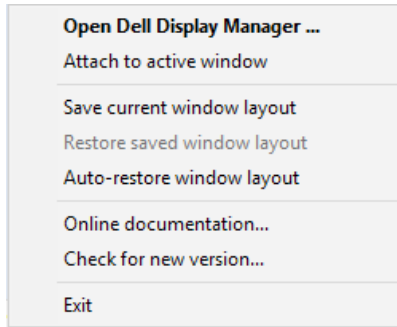 Open Dell Display Manager ...
Attach to active window
Save current window layout
Restore saved window layout
Auto-restore window layout
Online documentation...
Check for new version...
Exit